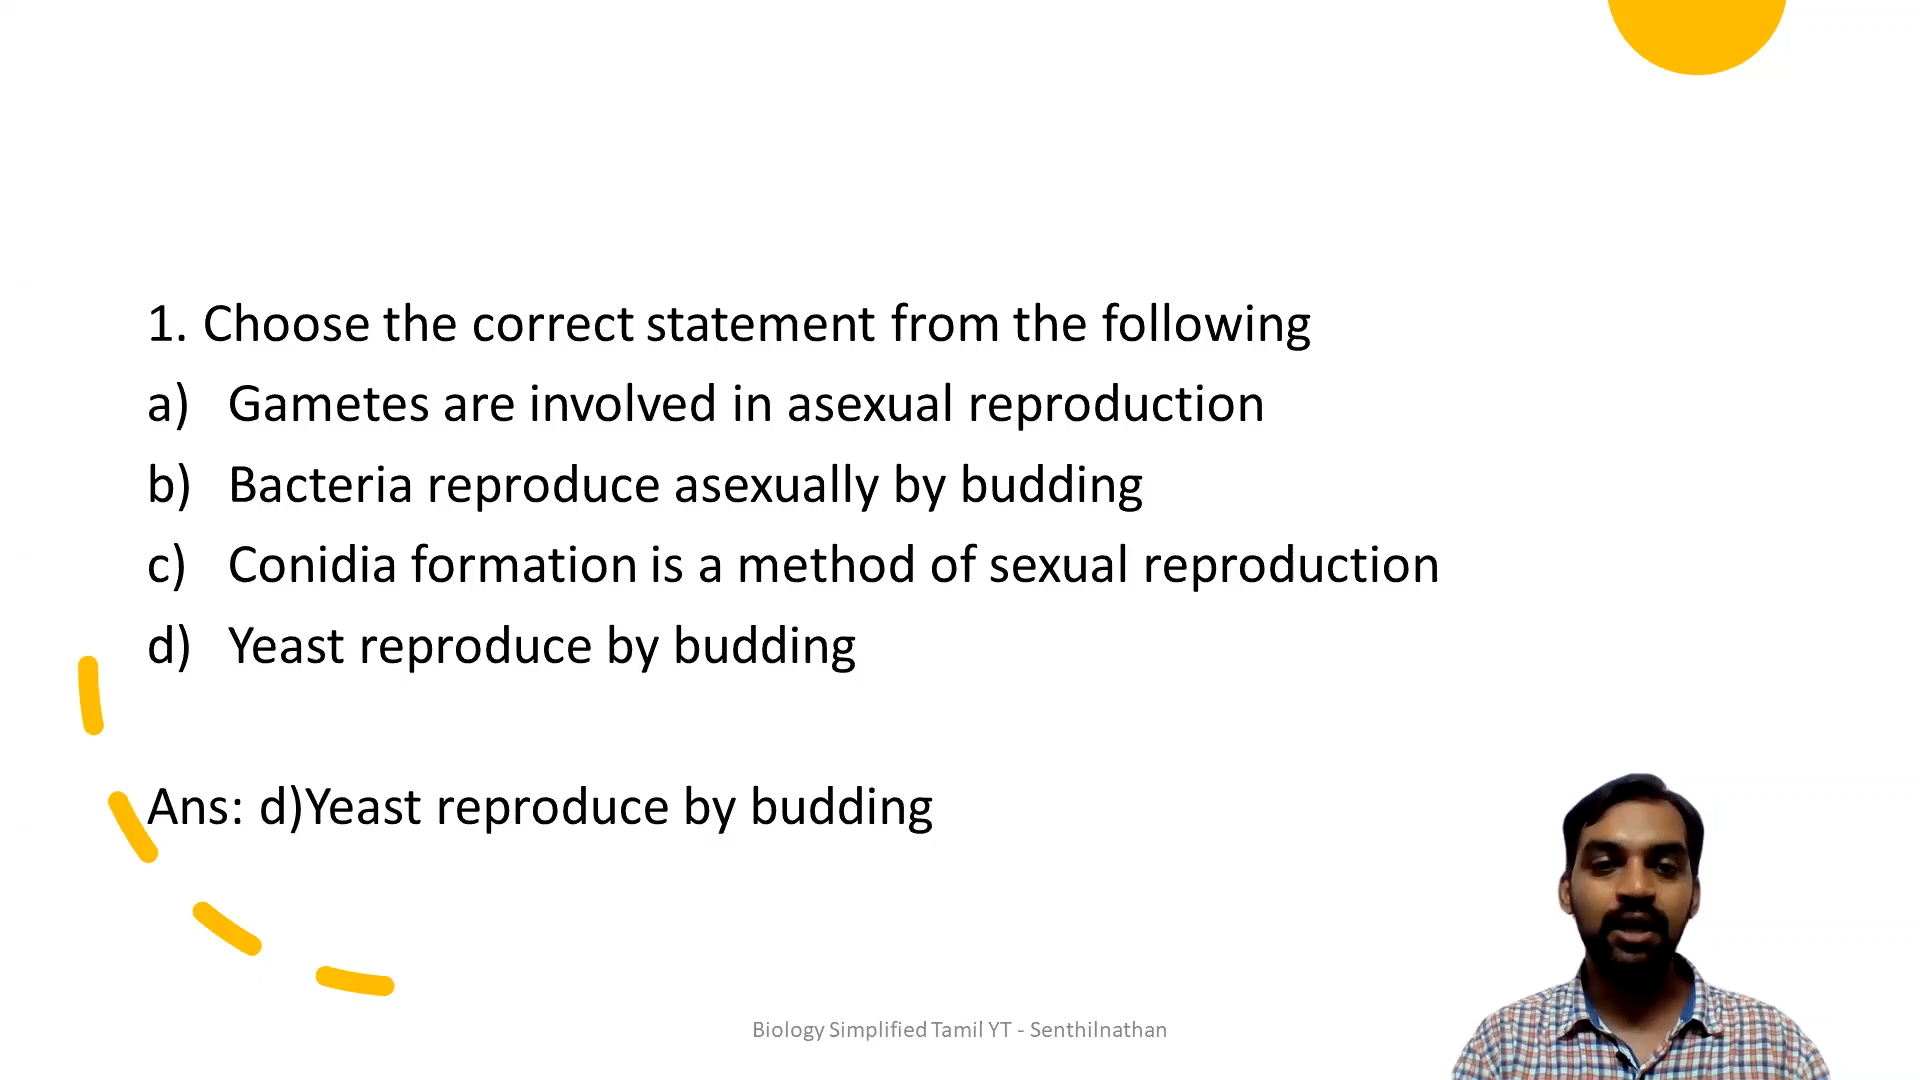 1. Choose the correct statement from the following
a) Gametes are involved in asexual reproduction
b) Bacteria reproduce asexually by budding
c) Conidia formation is a method of sexual reproduction
d) Yeast reproduce by budding
Ans: d)Yeast reproduce by budding
Biology Simplified Tamil YT - Senthilnathan